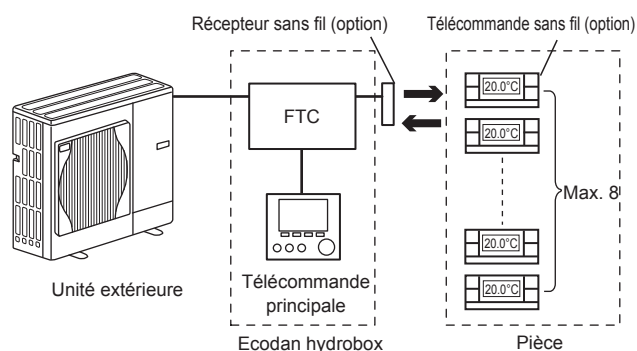 Récepteur sans fil (option)
Télécommande sans fil (option)
FTC
20.0°C
20.0°C
Max. 8
20.0°C
20.0°C
Unité extérieure
Télécommande
principale
Ecodan hydrobox
Pièce